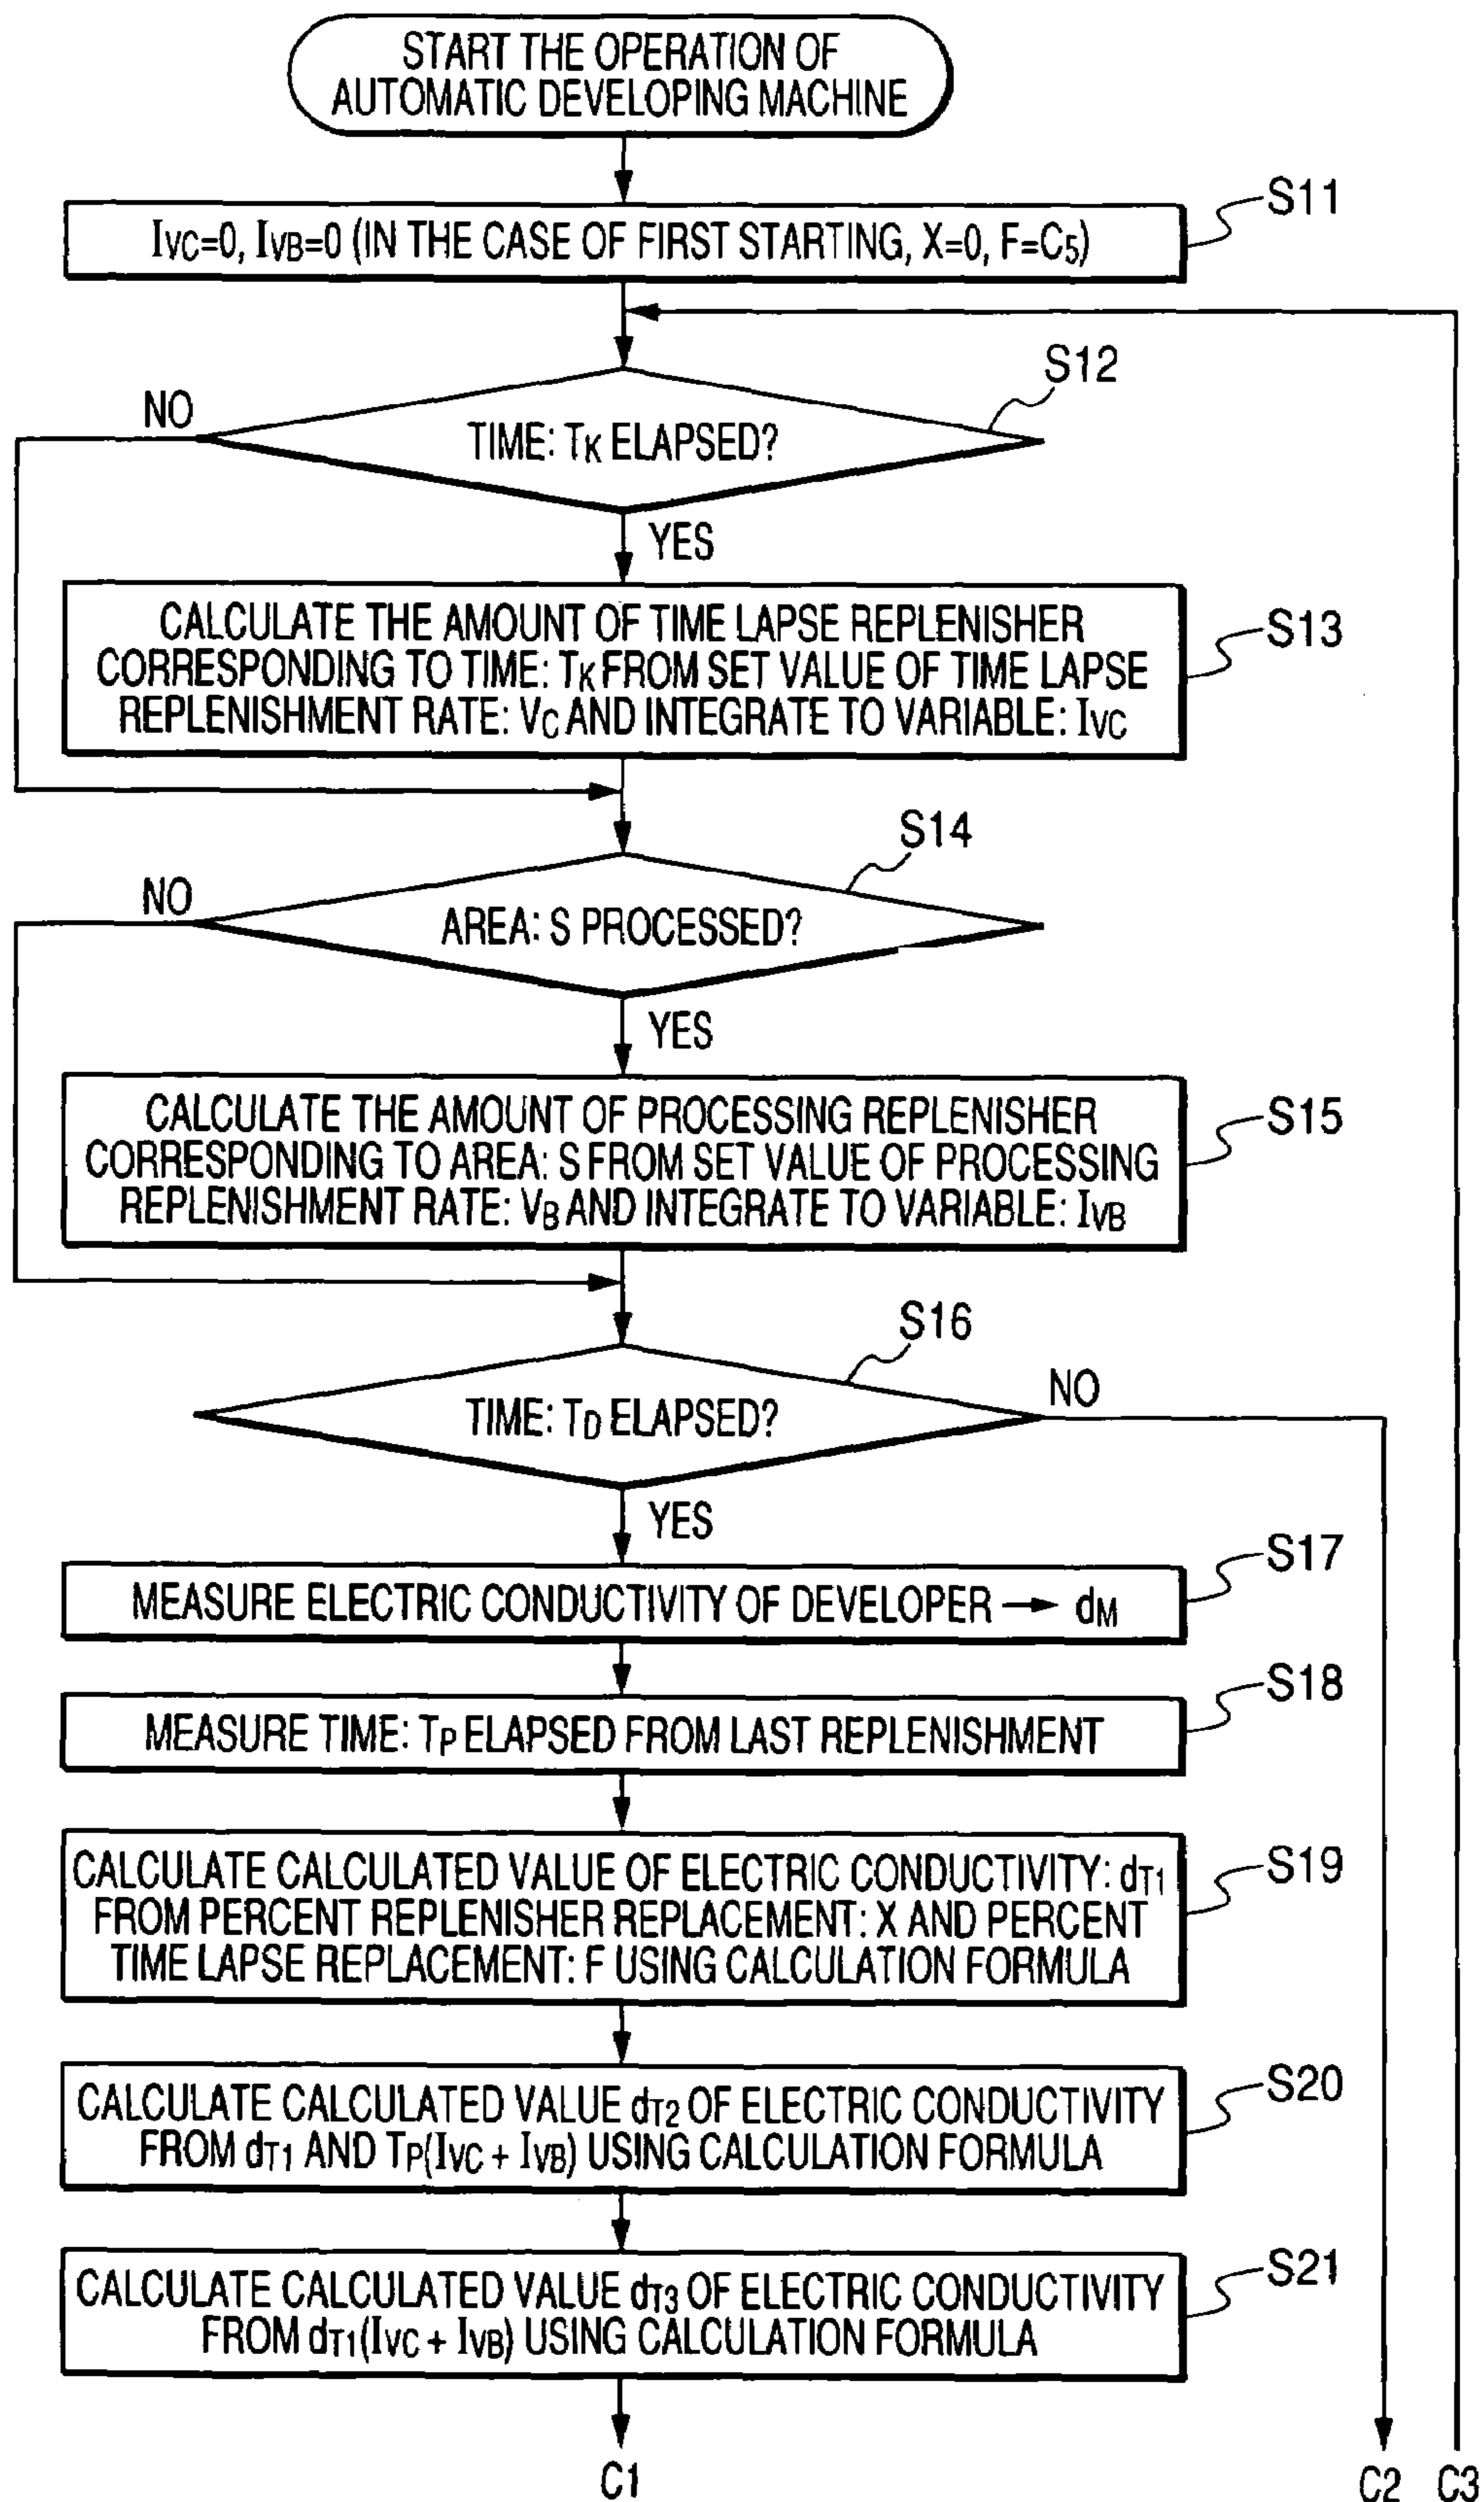 START THE OPERATION OF
AUTOMATIC DEVELOPING MACHINE
S11
IVC=0, IVB=0 (IN THE CASE OF FIRST STARTING, X=0, F=C5)
S12
NO
TIME: TK ELAPSED?
YES
S13
CALCULATE THE AMOUNT OF TIME LAPSE REPLENISHER
CORRESPONDING TO TIME: TK FROM SET VALUE OF TIME LAPSE
REPLENISHMENT RATE: VC AND INTEGRATE TO VARIABLE: IVC
S14
NO
AREA: S PROCESSED?
YES
S15
CALCULATE THE AMOUNT OF PROCESSING REPLENISHER
CORRESPONDING TO AREA: S FROM SET VALUE OF PROCESSING
REPLENISHMENT RATE: VB AND INTEGRATE TO VARIABLE: IVB
S16
NO
TIME: TD ELAPSED?
YES
S17
MEASURE ELECTRIC CONDUCTIVITY OF DEVELOPER → dM
S18
MEASURE TIME: TP ELAPSED FROM LAST REPLENISHMENT
S19
CALCULATE CALCULATED VALUE OF ELECTRIC CONDUCTIVITY: dT1
FROM PERCENT REPLENISHER REPLACEMENT: X AND PERCENT
TIME LAPSE REPLACEMENT: F USING CALCULATION FORMULA
S20
CALCULATE CALCULATED VALUE dT2 OF ELECTRIC CONDUCTIVITY
FROM dT1 AND TP(IVC + IVB) USING CALCULATION FORMULA
S21
CALCULATE CALCULATED VALUE dT3 OF ELECTRIC CONDUCTIVITY
FROM dT1(IVC + IVB) USING CALCULATION FORMULA
C1
C2
C3